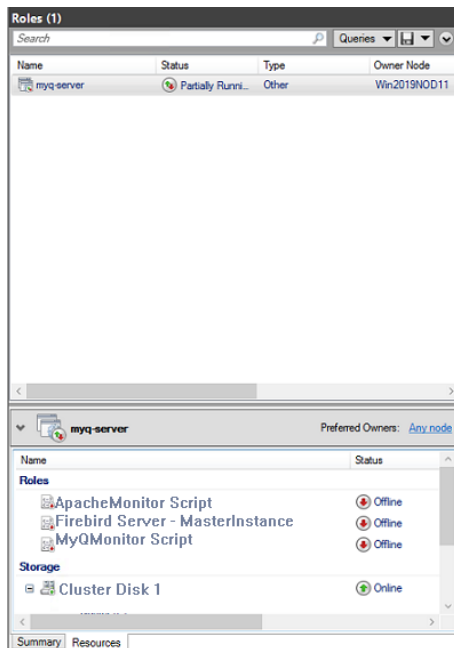 Roles (1)
Search Queries
Name Status Type Owner Node
myq-server Partially Runni... Other Win2019NOD11
myq-server Preferred Owners: Any node
Name Status
Roles
ApacheMonitor Script Offline
Firebird Server - MasterInstance Offline
MyQMonitor Script Offline
Storage
Cluster Disk 1 Online
Summary Resources